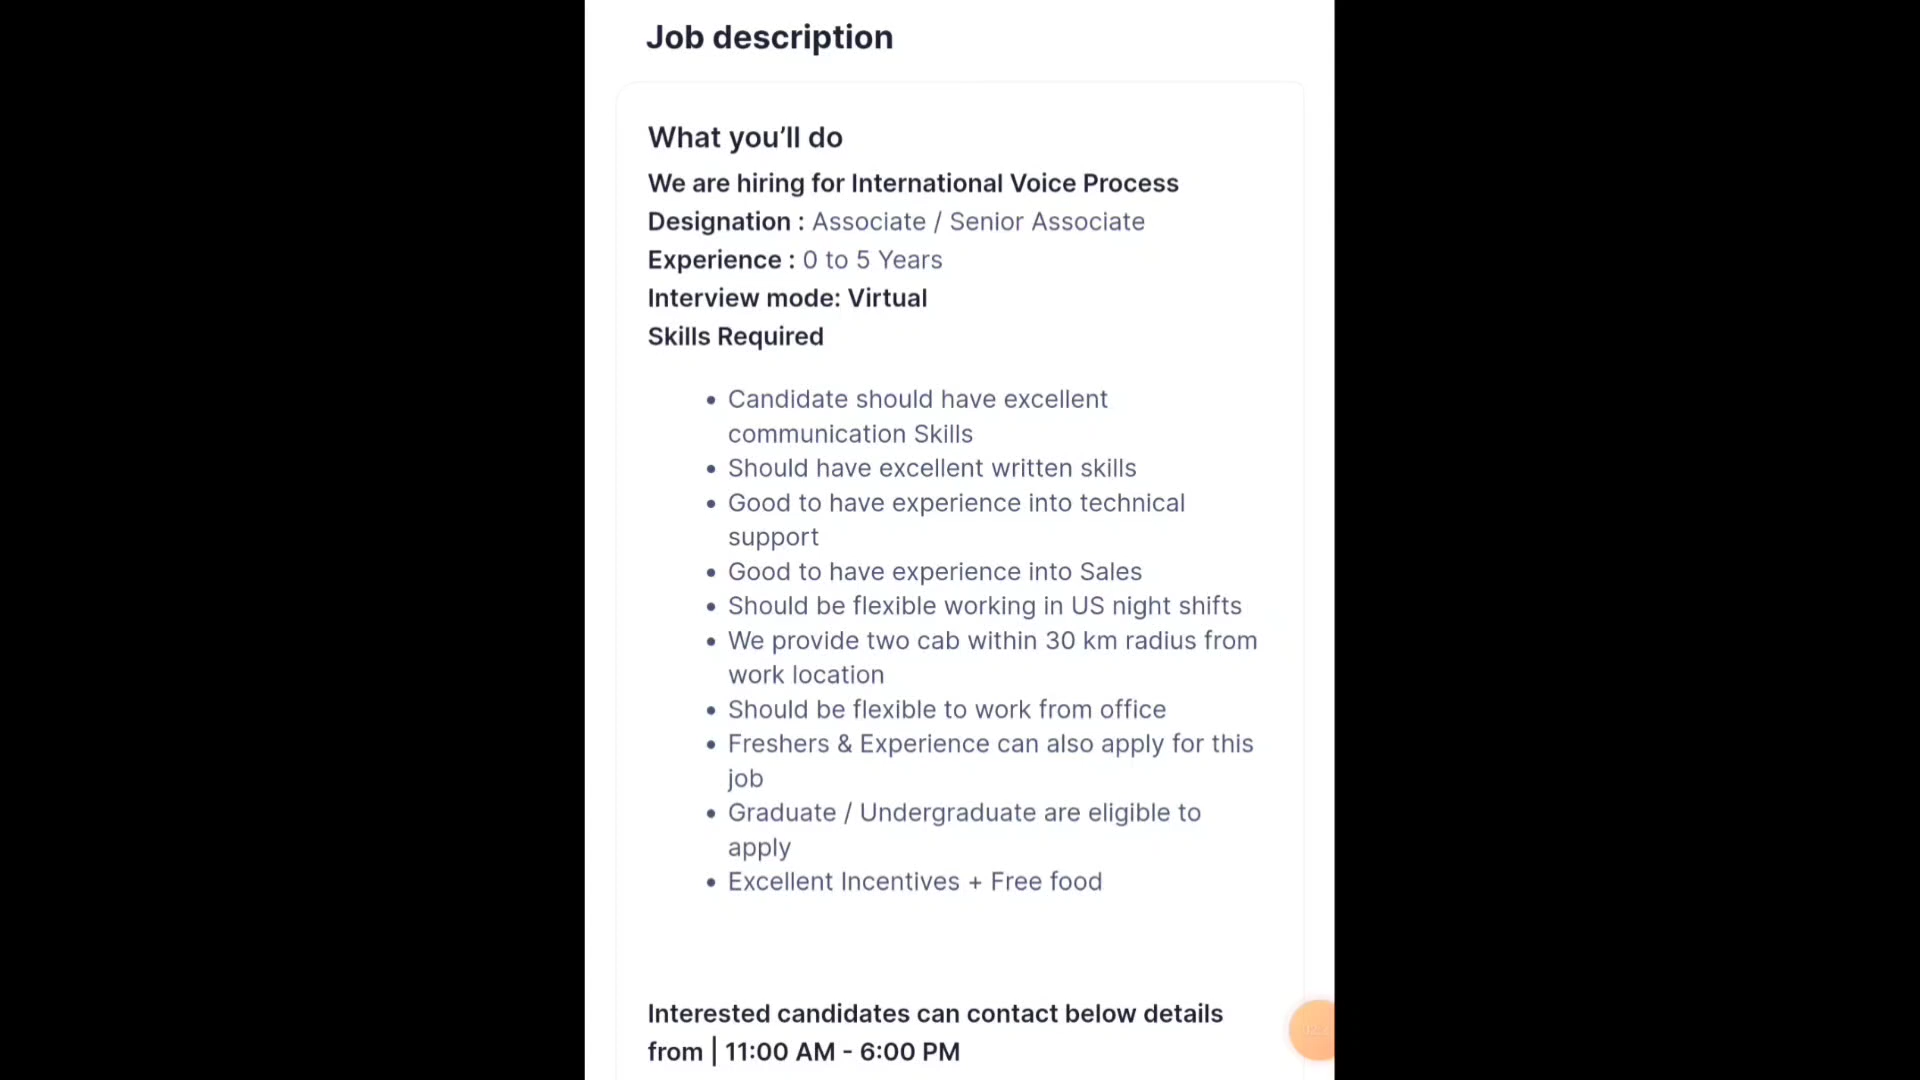 Job description
What you’ll do
We are hiring for International Voice Process
Designation : Associate / Senior Associate
Experience : 0 to 5 Years
Interview mode: Virtual
Skills Required
• Candidate should have excellent
communication Skills
• Should have excellent written skills
• Good to have experience into technical
support
• Good to have experience into Sales
• Should be flexible working in US night shifts
• We provide two cab within 30 km radius from
work location
• Should be flexible to work from office
• Freshers & Experience can also apply for this
job
• Graduate / Undergraduate are eligible to
apply
• Excellent Incentives + Free food
Interested candidates can contact below details
from | 11:00 AM - 6:00 PM